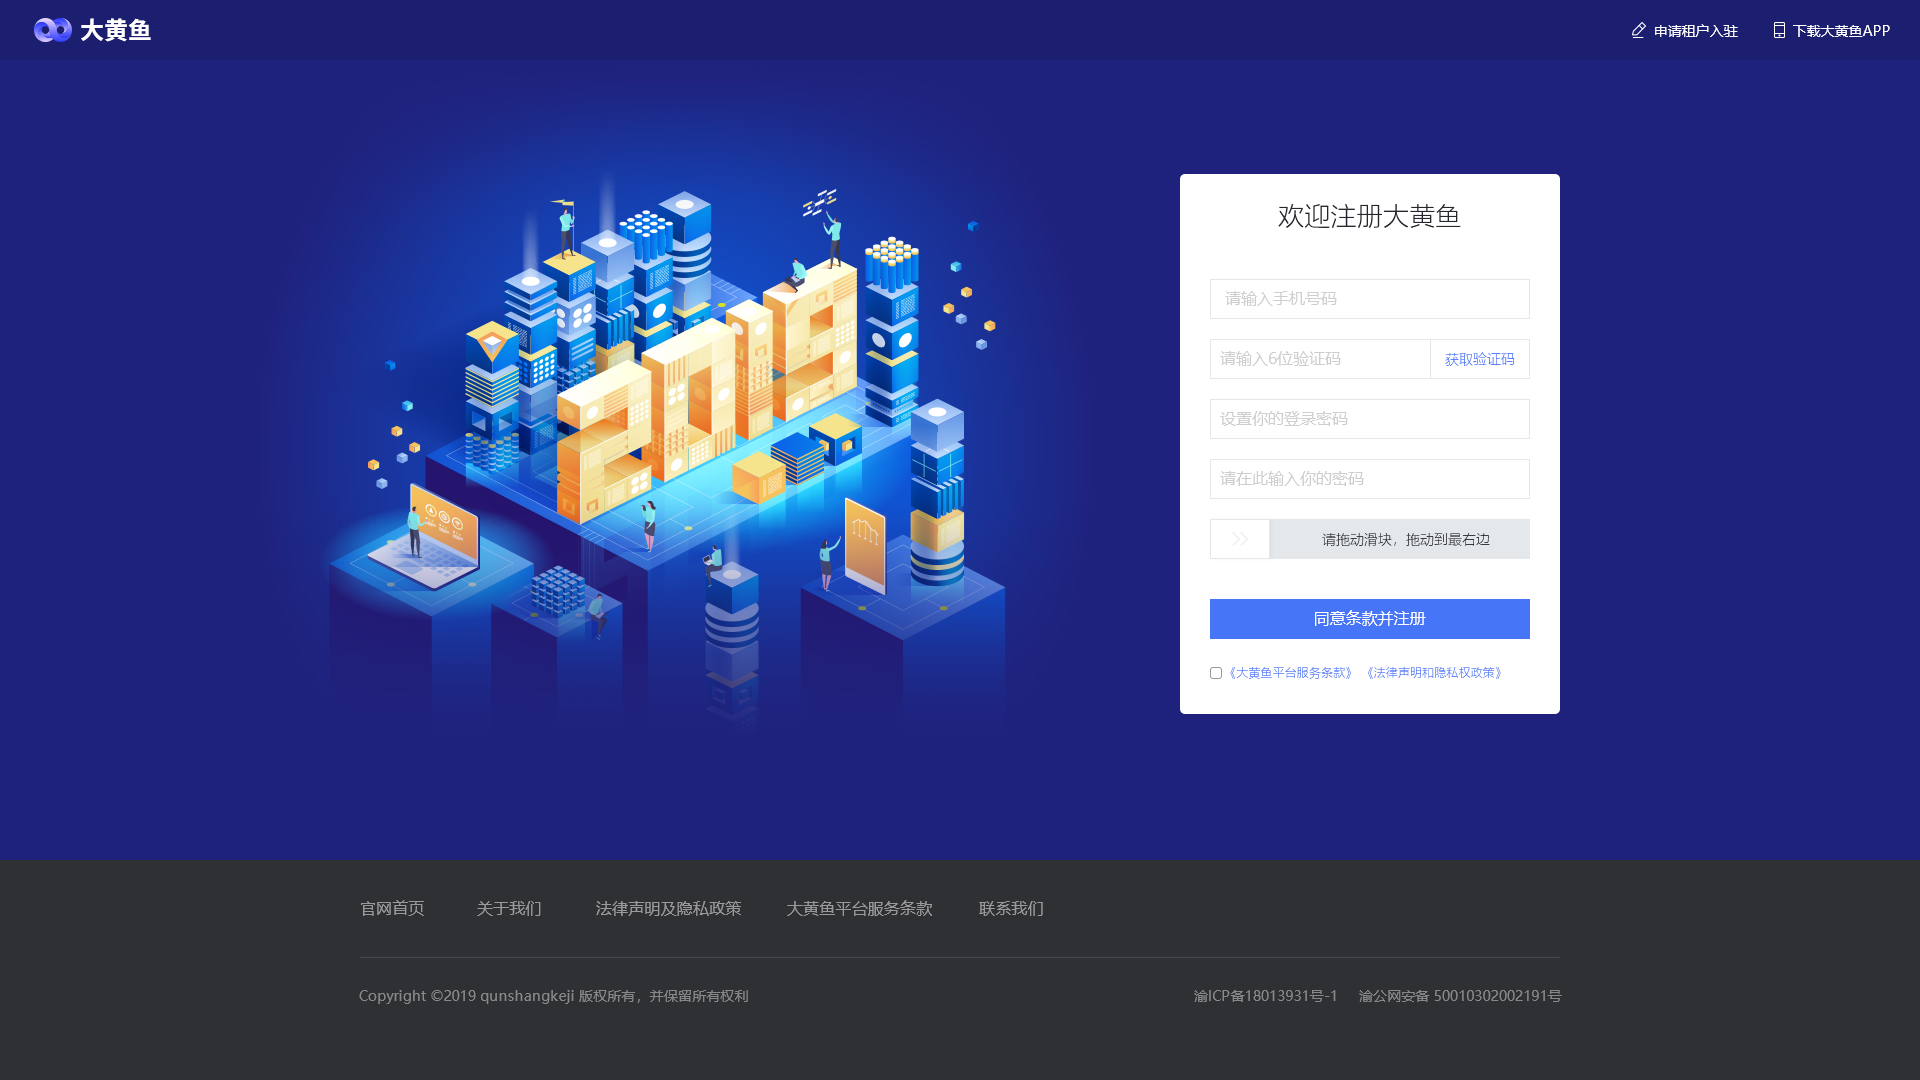 大黄鱼
申请租户入驻
下载大黄鱼APP
欢迎注册大黄鱼
请输入手机号码
请输入6位验证码
获取验证码
设置你的登录密码
请在此输入你的密码
请拖动滑块，拖动到最右边
同意条款并注册
《大黄鱼平台服务条款》 《法律声明和隐私权政策》
官网首页
关于我们
法律声明及隐私政策
大黄鱼平台服务条款
联系我们
Copyright ©2019 qunshangkeji 版权所有，并保留所有权利
渝ICP备18013931号-1
渝公网安备 50010302002191号